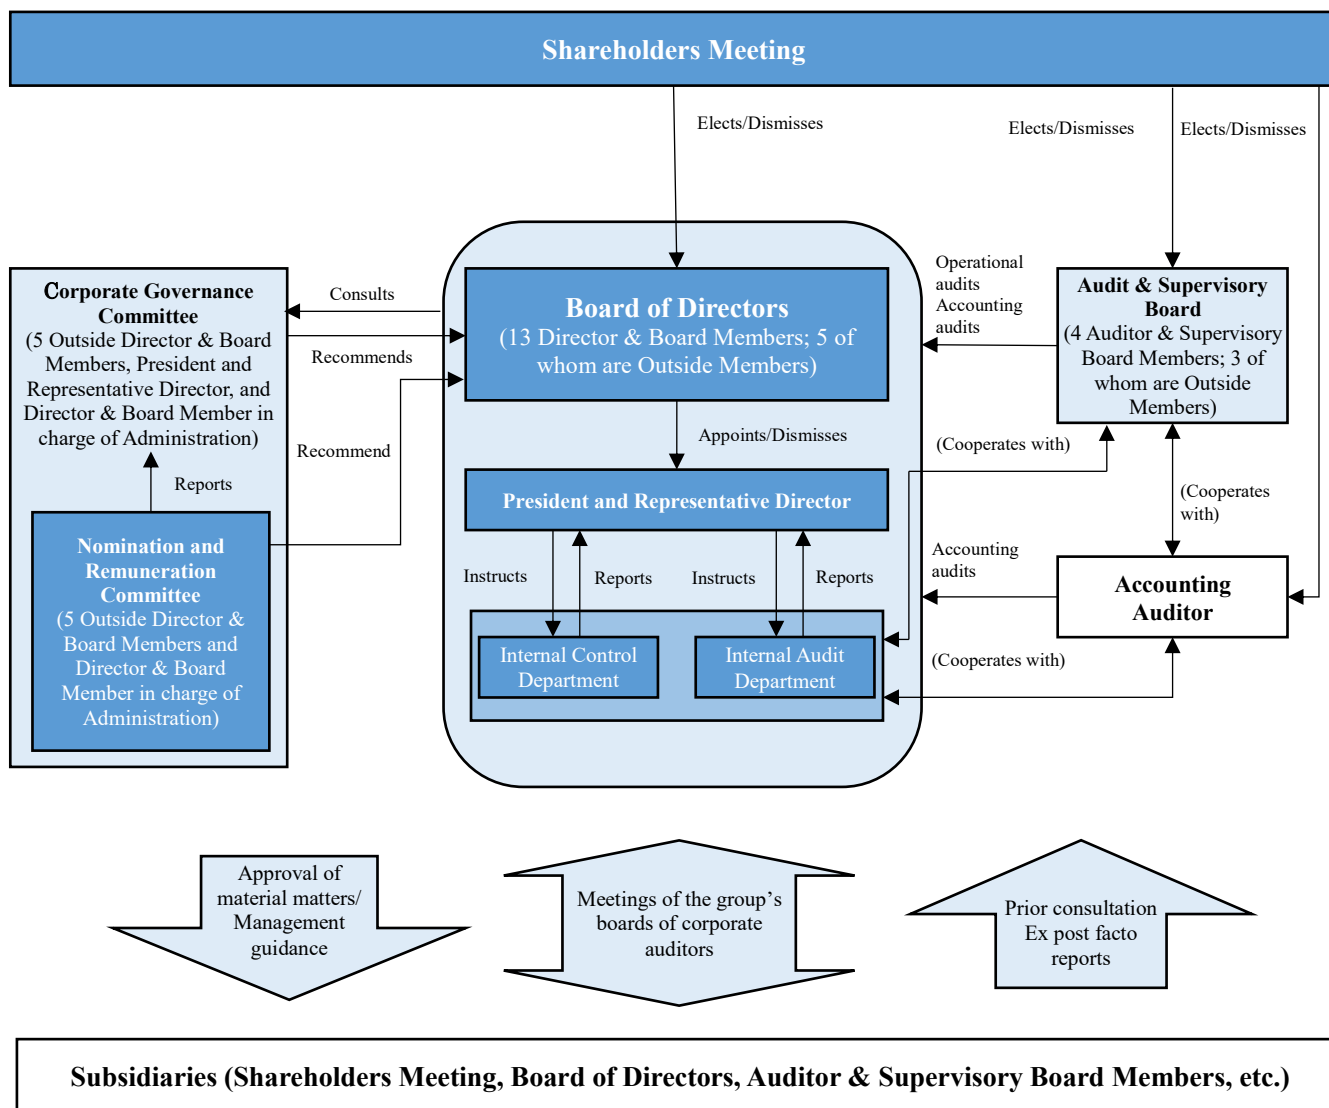 Shareholders Meeting
Elects/Dismisses
Elects/Dismisses
Elects/Dismisses
Corporate Governance
Committee
(5 Outside Director & Board
Members, President and
Representative Director, and
Director & Board Member in
charge of Administration)
Reports
Nomination and
Remuneration
Committee
(5 Outside Director &
Board Members and
Director & Board
Member in charge of
Administration)
Consults
Recommends
Recommend
Board of Directors
(13 Director & Board Members; 5 of
whom are Outside Members)
Appoints/Dismisses
President and Representative Director
Instructs
Reports
Instructs
Reports
Internal Control
Department
Internal Audit
Department
Operational
audits
Accounting
audits
Audit & Supervisory
Board
(4 Auditor & Supervisory
Board Members; 3 of
whom are Outside
Members)
(Cooperates with)
(Cooperates
with)
Accounting
audits
Accounting
Auditor
(Cooperates with)
Approval of
material matters/
Management
guidance
Meetings of the group’s
boards of corporate
auditors
Prior consultation
Ex post facto
reports
Subsidiaries (Shareholders Meeting, Board of Directors, Auditor & Supervisory Board Members, etc.)